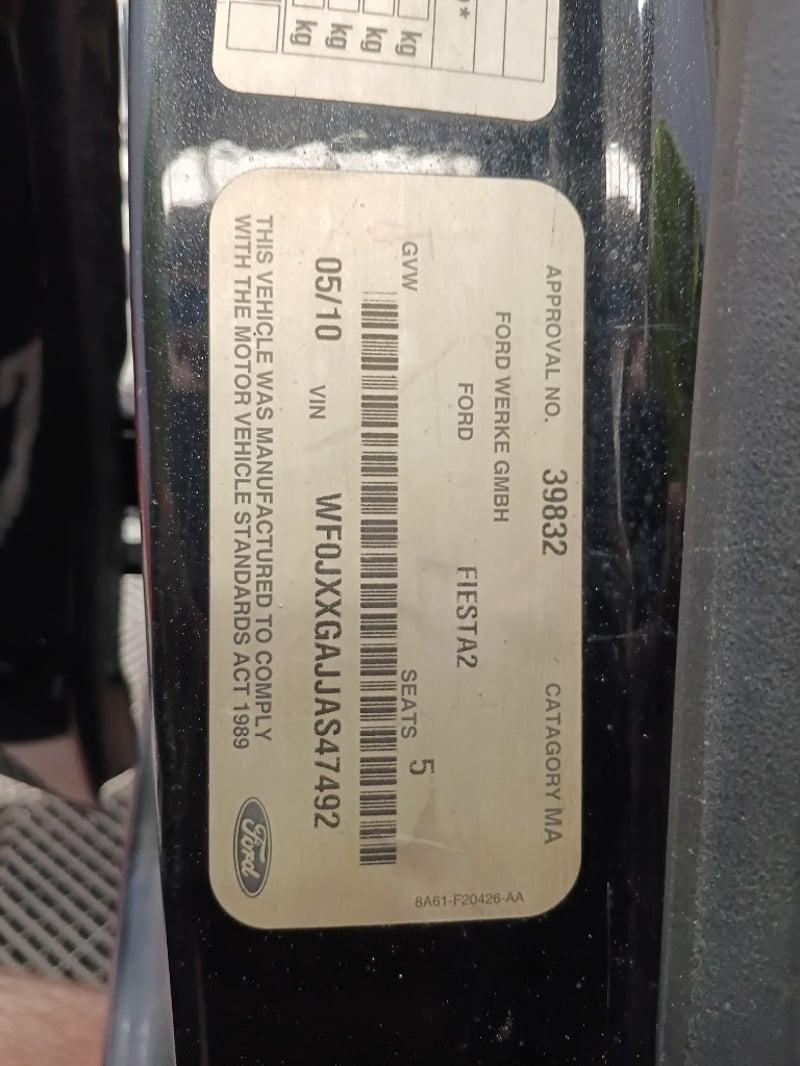 )*
kg
kg
kg
kg
APPROVAL NO. 39832 CATAGORY MA
FORD WERKE GMBH
FORD FIESTA2
GVW SEATS 5
05/10 VIN WF0JXXGAJJAS47492
THIS VEHICLE WAS MANUFACTURED TO COMPLY
WITH THE MOTOR VEHICLE STANDARDS ACT 1989
Ford
8A61-F20426-AA